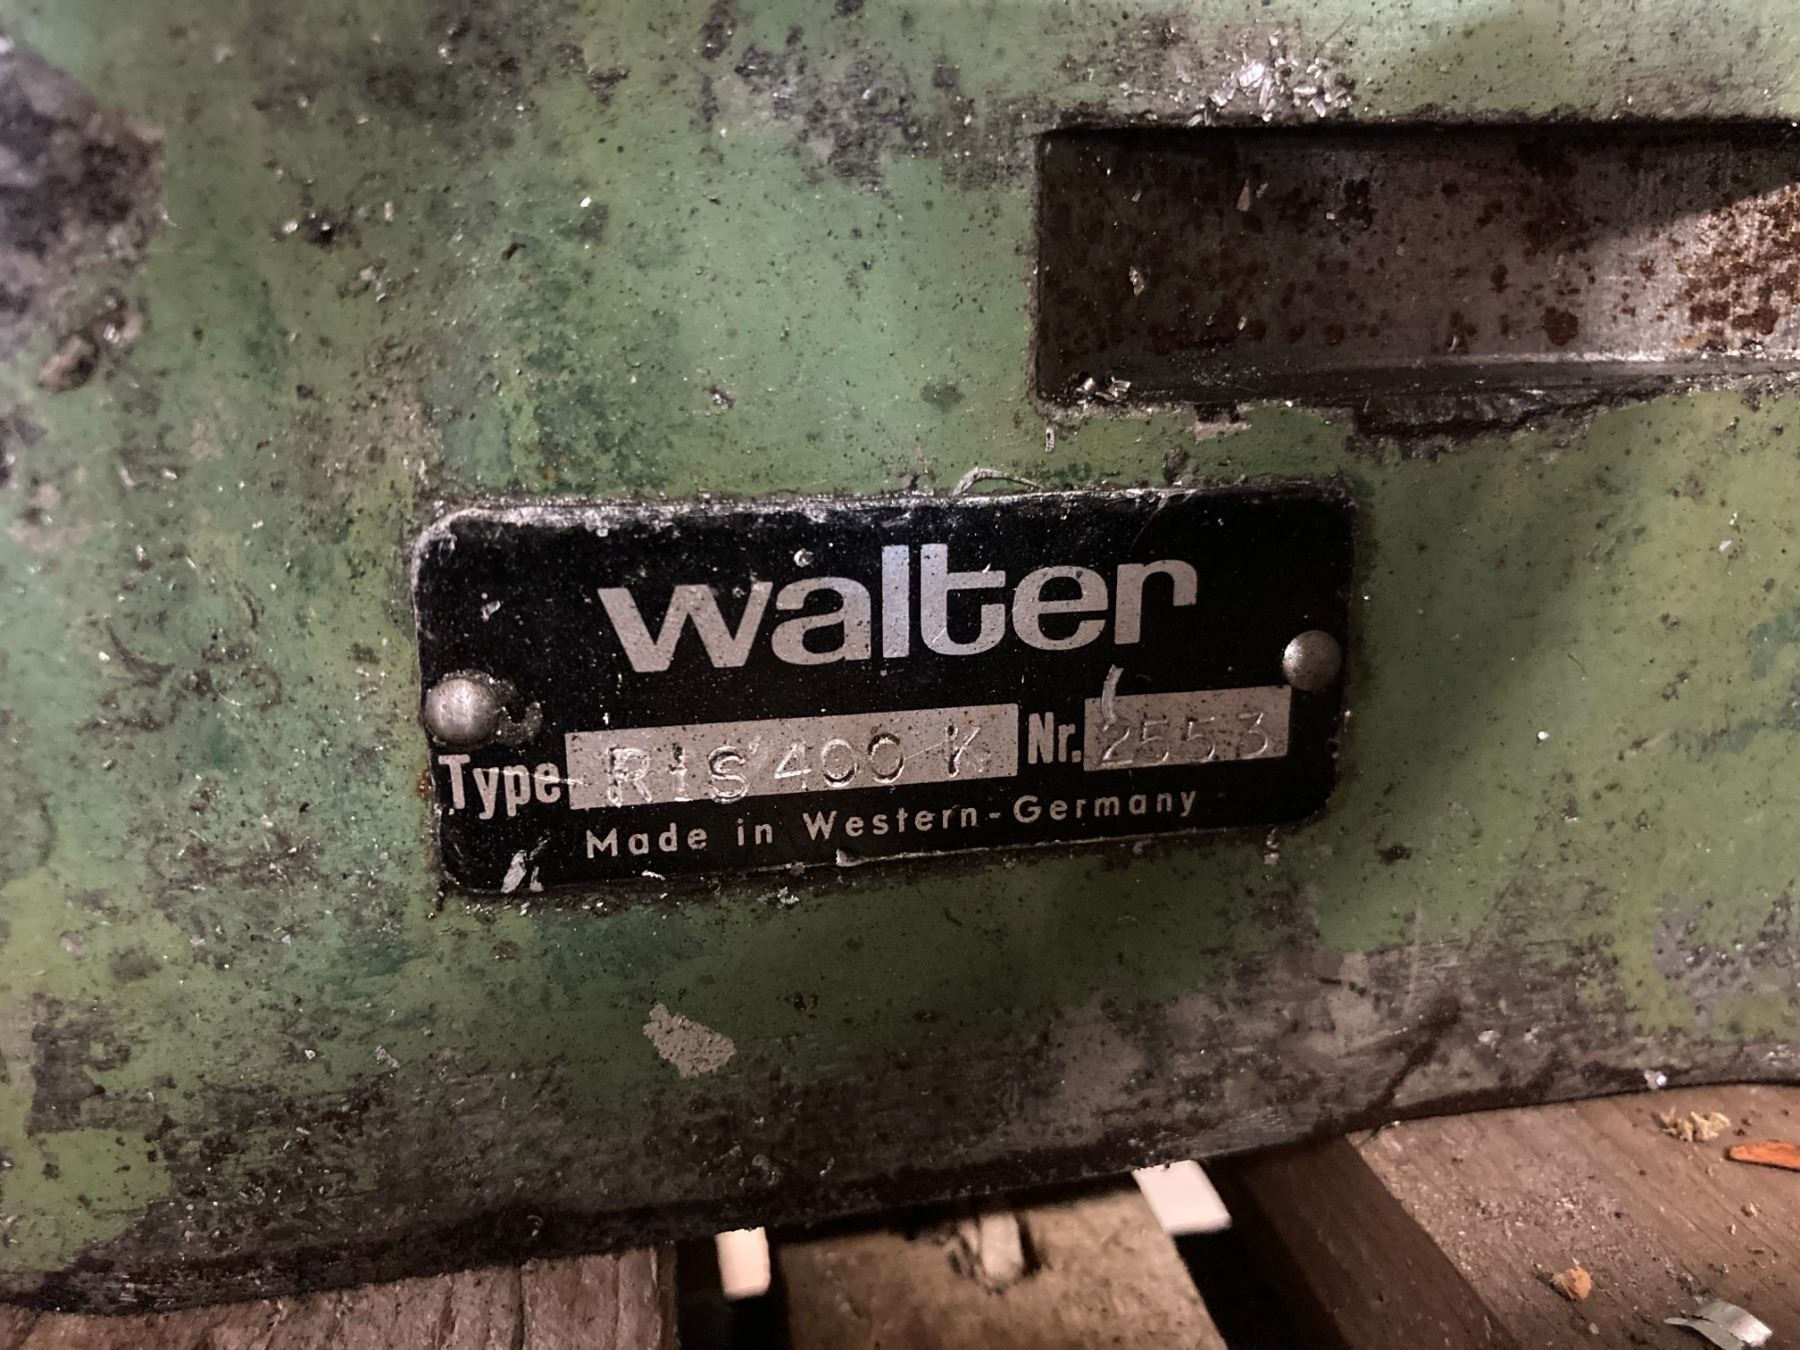 walter
Type RtS 400 K Nr. 2553
Made in Western-Germany